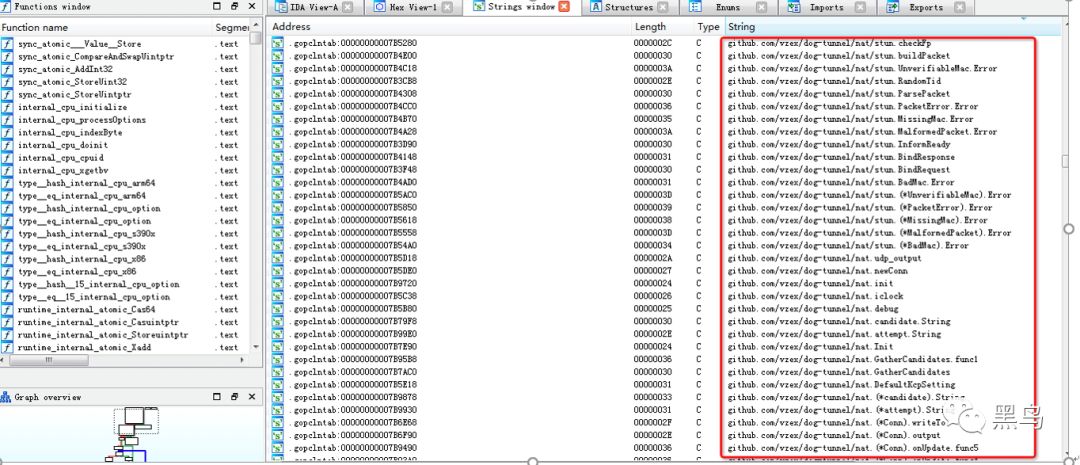 Functions window
IDA View-A
Hex View-1
Strings window
Structures
Enums
Imports
Exports
Function name Segmen
sync_atomic___Value__Store .text
sync_atomic_CompareAndSwapUintptr .text
sync_atomic_AddInt32 .text
sync_atomic_StoreUint32 .text
sync_atomic_StoreUintptr .text
internal_cpu_initialize .text
internal_cpu_processOptions .text
internal_cpu_indexByte .text
internal_cpu_doinit .text
internal_cpu_cpuid .text
internal_cpu_xgetbv .text
type__hash_internal_cpu_arm64 .text
type__eq_internal_cpu_arm64 .text
type__hash_internal_cpu_option .text
type__eq_internal_cpu_option .text
type__hash_internal_cpu_s390x .text
type__eq_internal_cpu_s390x .text
type__hash_internal_cpu_x86 .text
type__eq_internal_cpu_x86 .text
type__hash__15_internal_cpu_option .text
type__eq__15_internal_cpu_option .text
runtime_internal_atomic_Cas64 .text
runtime_internal_atomic_Casuintptr .text
runtime_internal_atomic_Storeuintptr .text
runtime_internal_atomic_Xadd .text
Graph overview
Address Length Type String
.gopclntab:00000000007B5280 0000002C C github.com/vzex/dog-tunnel/nat/stun.checkFp
.gopclntab:00000000007B4E00 00000030 C github.com/vzex/dog-tunnel/nat/stun.buildPacket
.gopclntab:00000000007B4C18 0000003A C github.com/vzex/dog-tunnel/nat/stun.UnverifiableMac.Error
.gopclntab:00000000007B3CB8 0000002E C github.com/vzex/dog-tunnel/nat/stun.RandomTid
.gopclntab:00000000007B4308 00000030 C github.com/vzex/dog-tunnel/nat/stun.ParsePacket
.gopclntab:00000000007B4CC0 00000036 C github.com/vzex/dog-tunnel/nat/stun.PacketError.Error
.gopclntab:00000000007B4B70 00000035 C github.com/vzex/dog-tunnel/nat/stun.MissingMac.Error
.gopclntab:00000000007B4A28 0000003A C github.com/vzex/dog-tunnel/nat/stun.MalformedPacket.Error
.gopclntab:00000000007B3D90 00000030 C github.com/vzex/dog-tunnel/nat/stun.InformReady
.gopclntab:00000000007B4148 00000031 C github.com/vzex/dog-tunnel/nat/stun.BindResponse
.gopclntab:00000000007B3F48 00000030 C github.com/vzex/dog-tunnel/nat/stun.BindRequest
.gopclntab:00000000007B4AD0 00000031 C github.com/vzex/dog-tunnel/nat/stun.BadMac.Error
.gopclntab:00000000007B5AC0 0000003D C github.com/vzex/dog-tunnel/nat/stun.(*UnverifiableMac).Error
.gopclntab:00000000007B5850 00000039 C github.com/vzex/dog-tunnel/nat/stun.(*PacketError).Error
.gopclntab:00000000007B5618 00000038 C github.com/vzex/dog-tunnel/nat/stun.(*MissingMac).Error
.gopclntab:00000000007B5558 0000003D C github.com/vzex/dog-tunnel/nat/stun.(*MalformedPacket).Error
.gopclntab:00000000007B54A0 00000034 C github.com/vzex/dog-tunnel/nat/stun.(*BadMac).Error
.gopclntab:00000000007B5D18 0000002A C github.com/vzex/dog-tunnel/nat.udp_output
.gopclntab:00000000007B5DE0 00000027 C github.com/vzex/dog-tunnel/nat.newConn
.gopclntab:00000000007B9720 00000024 C github.com/vzex/dog-tunnel/nat.init
.gopclntab:00000000007B5C38 00000026 C github.com/vzex/dog-tunnel/nat.iclock
.gopclntab:00000000007B5B80 00000025 C github.com/vzex/dog-tunnel/nat.debug
.gopclntab:00000000007B79F8 00000030 C github.com/vzex/dog-tunnel/nat.candidate.String
.gopclntab:00000000007B99E0 0000002E C github.com/vzex/dog-tunnel/nat.attempt.String
.gopclntab:00000000007B7E90 00000024 C github.com/vzex/dog-tunnel/nat.Init
.gopclntab:00000000007B95B8 00000036 C github.com/vzex/dog-tunnel/nat.GatherCandidates.func1
.gopclntab:00000000007B7AC0 00000030 C github.com/vzex/dog-tunnel/nat.GatherCandidates
.gopclntab:00000000007B5E18 00000031 C github.com/vzex/dog-tunnel/nat.DefaultKcpSetting
.gopclntab:00000000007B9878 00000033 C github.com/vzex/dog-tunnel/nat.(*candidate).String
.gopclntab:00000000007B9930 00000031 C github.com/vzex/dog-tunnel/nat.(*attempt).String
.gopclntab:00000000007B6E68 0000002F C github.com/vzex/dog-tunnel/nat.(*Conn).writeTo
.gopclntab:00000000007B6F90 0000002E C github.com/vzex/dog-tunnel/nat.(*Conn).output
.gopclntab:00000000007B9490 00000036 C github.com/vzex/dog-tunnel/nat.(*Conn).onUpdate.func5
黑鸟